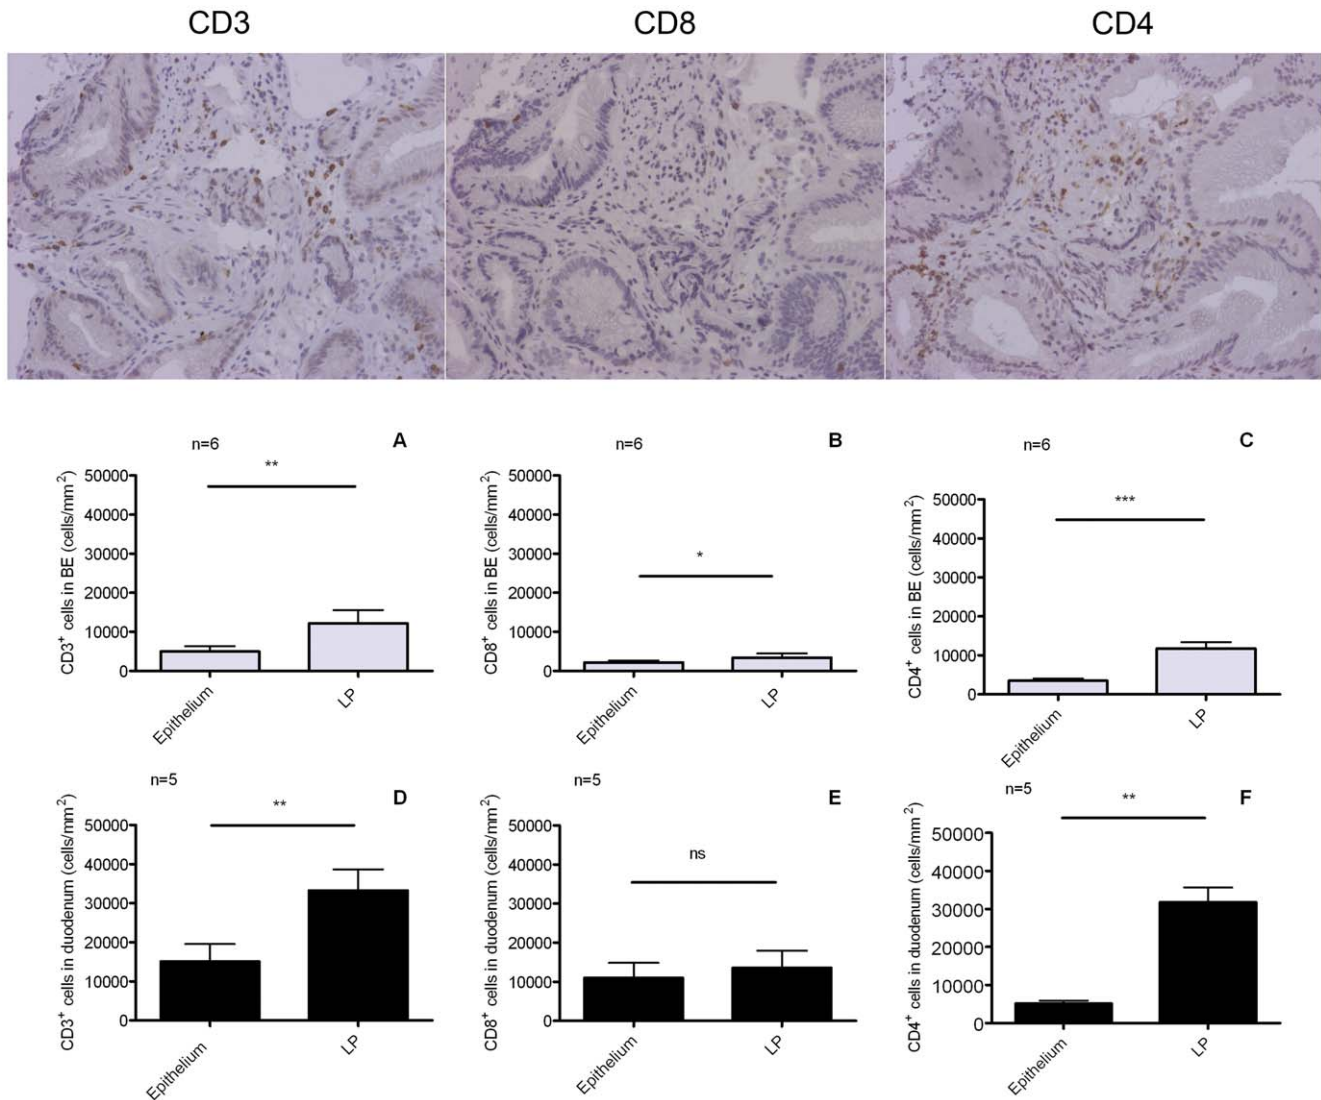 CD3
CD8
CD4
n=6
A
**
CD3+ cells in BE (cells/mm2)
50000
40000
30000
20000
10000
0
Epithelium
LP
n=6
B
*
CD8+ cells in BE (cells/mm2)
50000
40000
30000
20000
10000
0
Epithelium
LP
n=6
C
***
CD4+ cells in BE (cells/mm2)
50000
40000
30000
20000
10000
0
Epithelium
LP
n=5
D
**
CD3+ cells in duodenum (cells/mm2)
50000
40000
30000
20000
10000
0
Epithelium
LP
n=5
E
ns
CD8+ cells in duodenum (cells/mm2)
50000
40000
30000
20000
10000
0
Epithelium
LP
n=5
F
**
CD4+ cells in duodenum (cells/mm2)
50000
40000
30000
20000
10000
0
Epithelium
LP